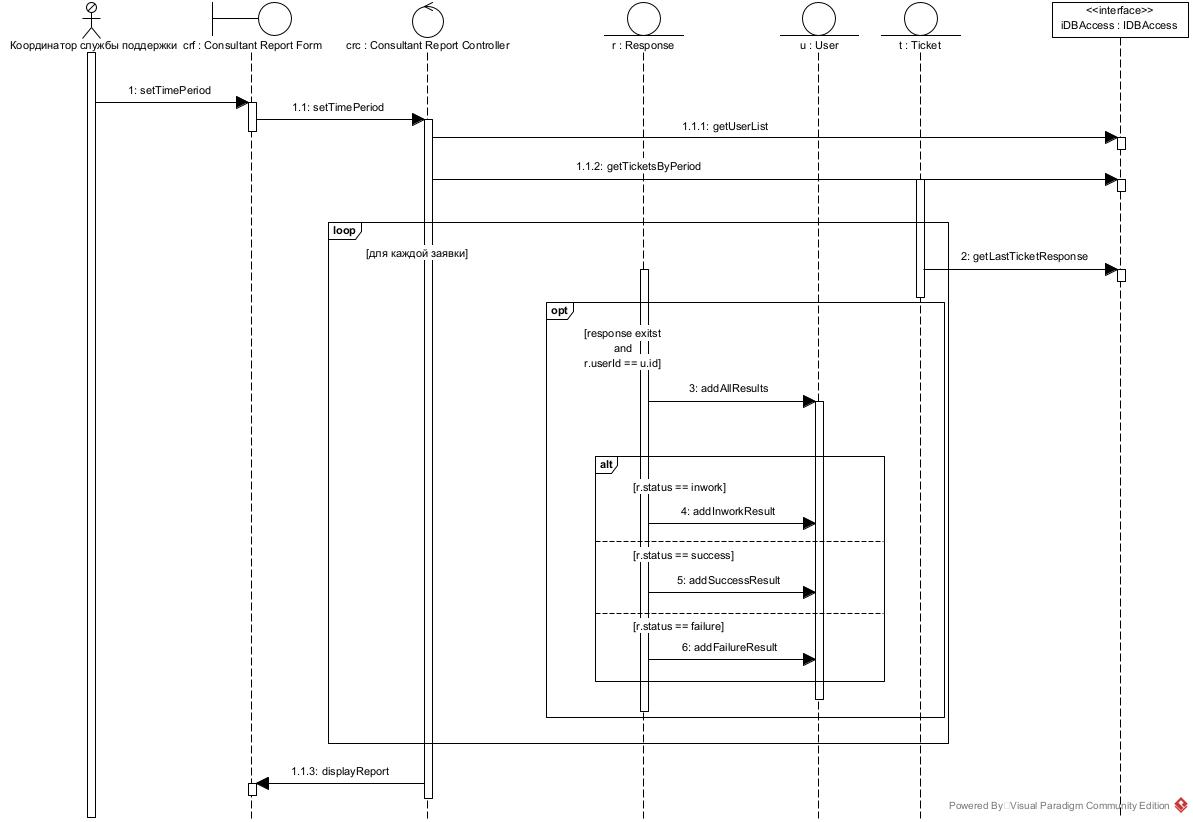 <<interface>>
iDBAccess : IDBAccess
Координатор службы поддержки
crf : Consultant Report Form
crc : Consultant Report Controller
r : Response
u : User
t : Ticket
1: setTimePeriod
1.1: setTimePeriod
1.1.1: getUserList
1.1.2: getTicketsByPeriod
loop
[для каждой заявки]
2: getLastTicketResponse
opt
[response exitst
and
r.userId == u.id]
3: addAllResults
alt
[r.status == inwork]
4: addInworkResult
[r.status == success]
5: addSuccessResult
[r.status == failure]
6: addFailureResult
1.1.3: displayReport
Powered By Visual Paradigm Community Edition